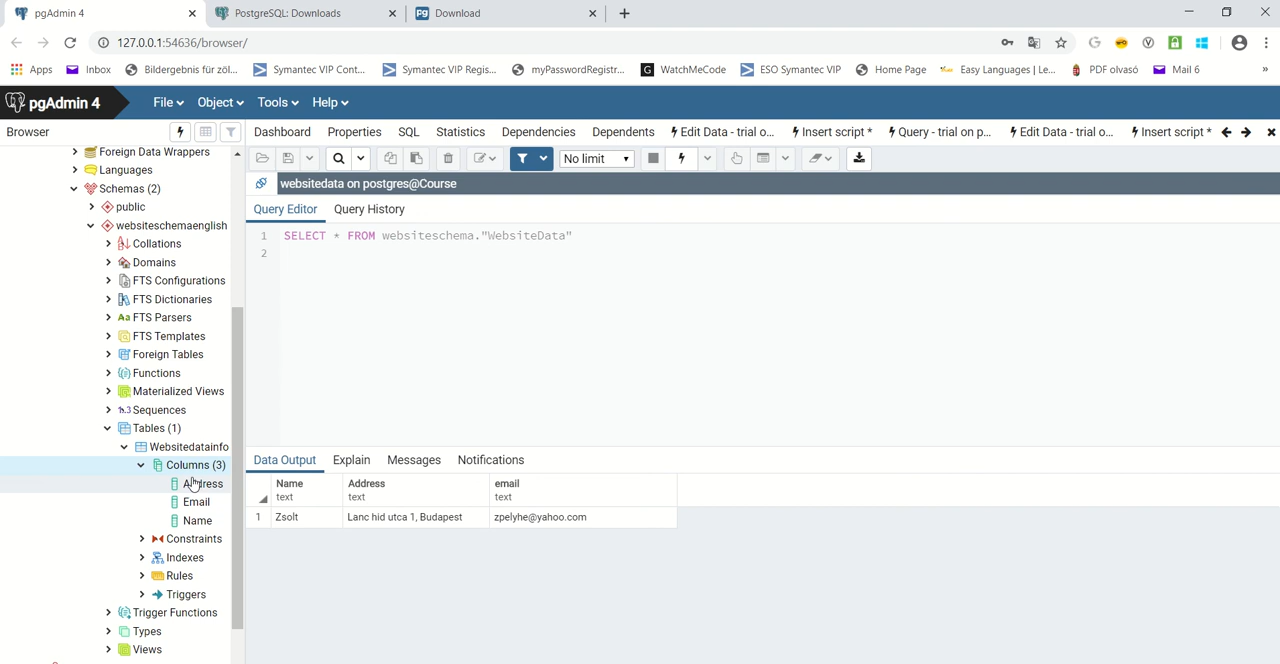 pgAdmin 4
PostgreSQL: Downloads
Download
127.0.0.1:54636/browser/
Apps
Inbox
Bildergebnis für zöl...
Symantec VIP Cont...
Symantec VIP Regis...
myPasswordRegistr...
WatchMeCode
ESO Symantec VIP
Home Page
Easy Languages | Le...
PDF olvasó
Mail 6
»
pgAdmin 4
File
Object
Tools
Help
Browser
Dashboard
Properties
SQL
Statistics
Dependencies
Dependents
Edit Data - trial o...
Insert script *
Query - trial on p...
Edit Data - trial o...
Insert script *
No limit
websitedata on postgres@Course
Query Editor
Query History
1 SELECT * FROM websiteschema."WebsiteData"
2
Foreign Data Wrappers
Languages
Schemas (2)
public
websiteschemaenglish
Collations
Domains
FTS Configurations
FTS Dictionaries
Aa FTS Parsers
FTS Templates
Foreign Tables
Functions
Materialized Views
1..3 Sequences
Tables (1)
Websitedatainfo
Columns (3)
Address
Email
Name
Constraints
Indexes
Rules
Triggers
Trigger Functions
Types
Views
Data Output
Explain
Messages
Notifications
Name
text
Address
text
email
text
1 Zsolt Lanc hid utca 1, Budapest zpelyhe@yahoo.com